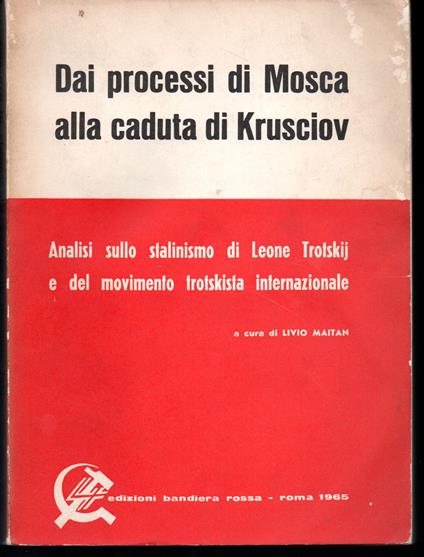 Dai processi di Mosca
alla caduta di Krusciov
Analisi sullo stalinismo di Leone Trotskij
e del movimento trotskista internazionale
a cura di LIVIO MAITAN
edizioni bandiera rossa - roma 1965